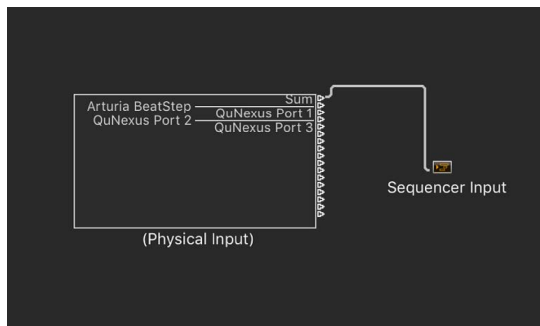 Sum
Arturia BeatStep
QuNexus Port 1
QuNexus Port 2
QuNexus Port 3
(Physical Input)
Sequencer Input